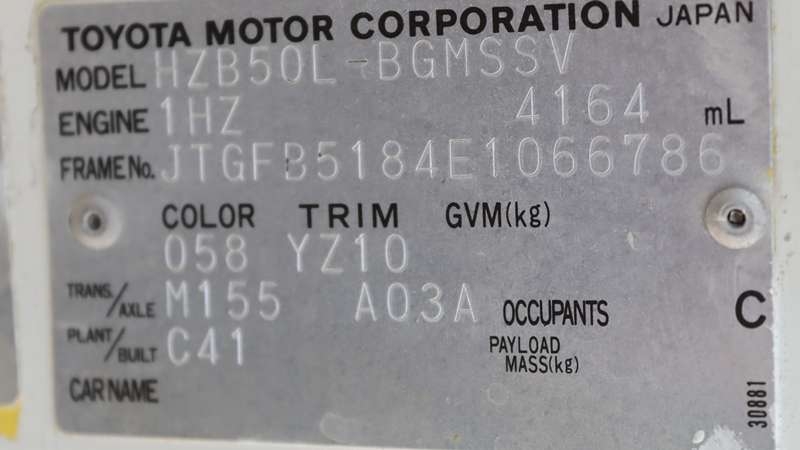 TOYOTA MOTOR CORPORATION JAPAN
MODEL HZB50L-BGMSSV
ENGINE 1HZ 4164 mL
FRAME No. JTGFB5184E1066786
COLOR TRIM GVM(kg)
058 YZ10
TRANS/AXLE M155 A03A OCCUPANTS C
PLANT/BUILT C41 PAYLOAD MASS(kg)
CAR NAME
30881